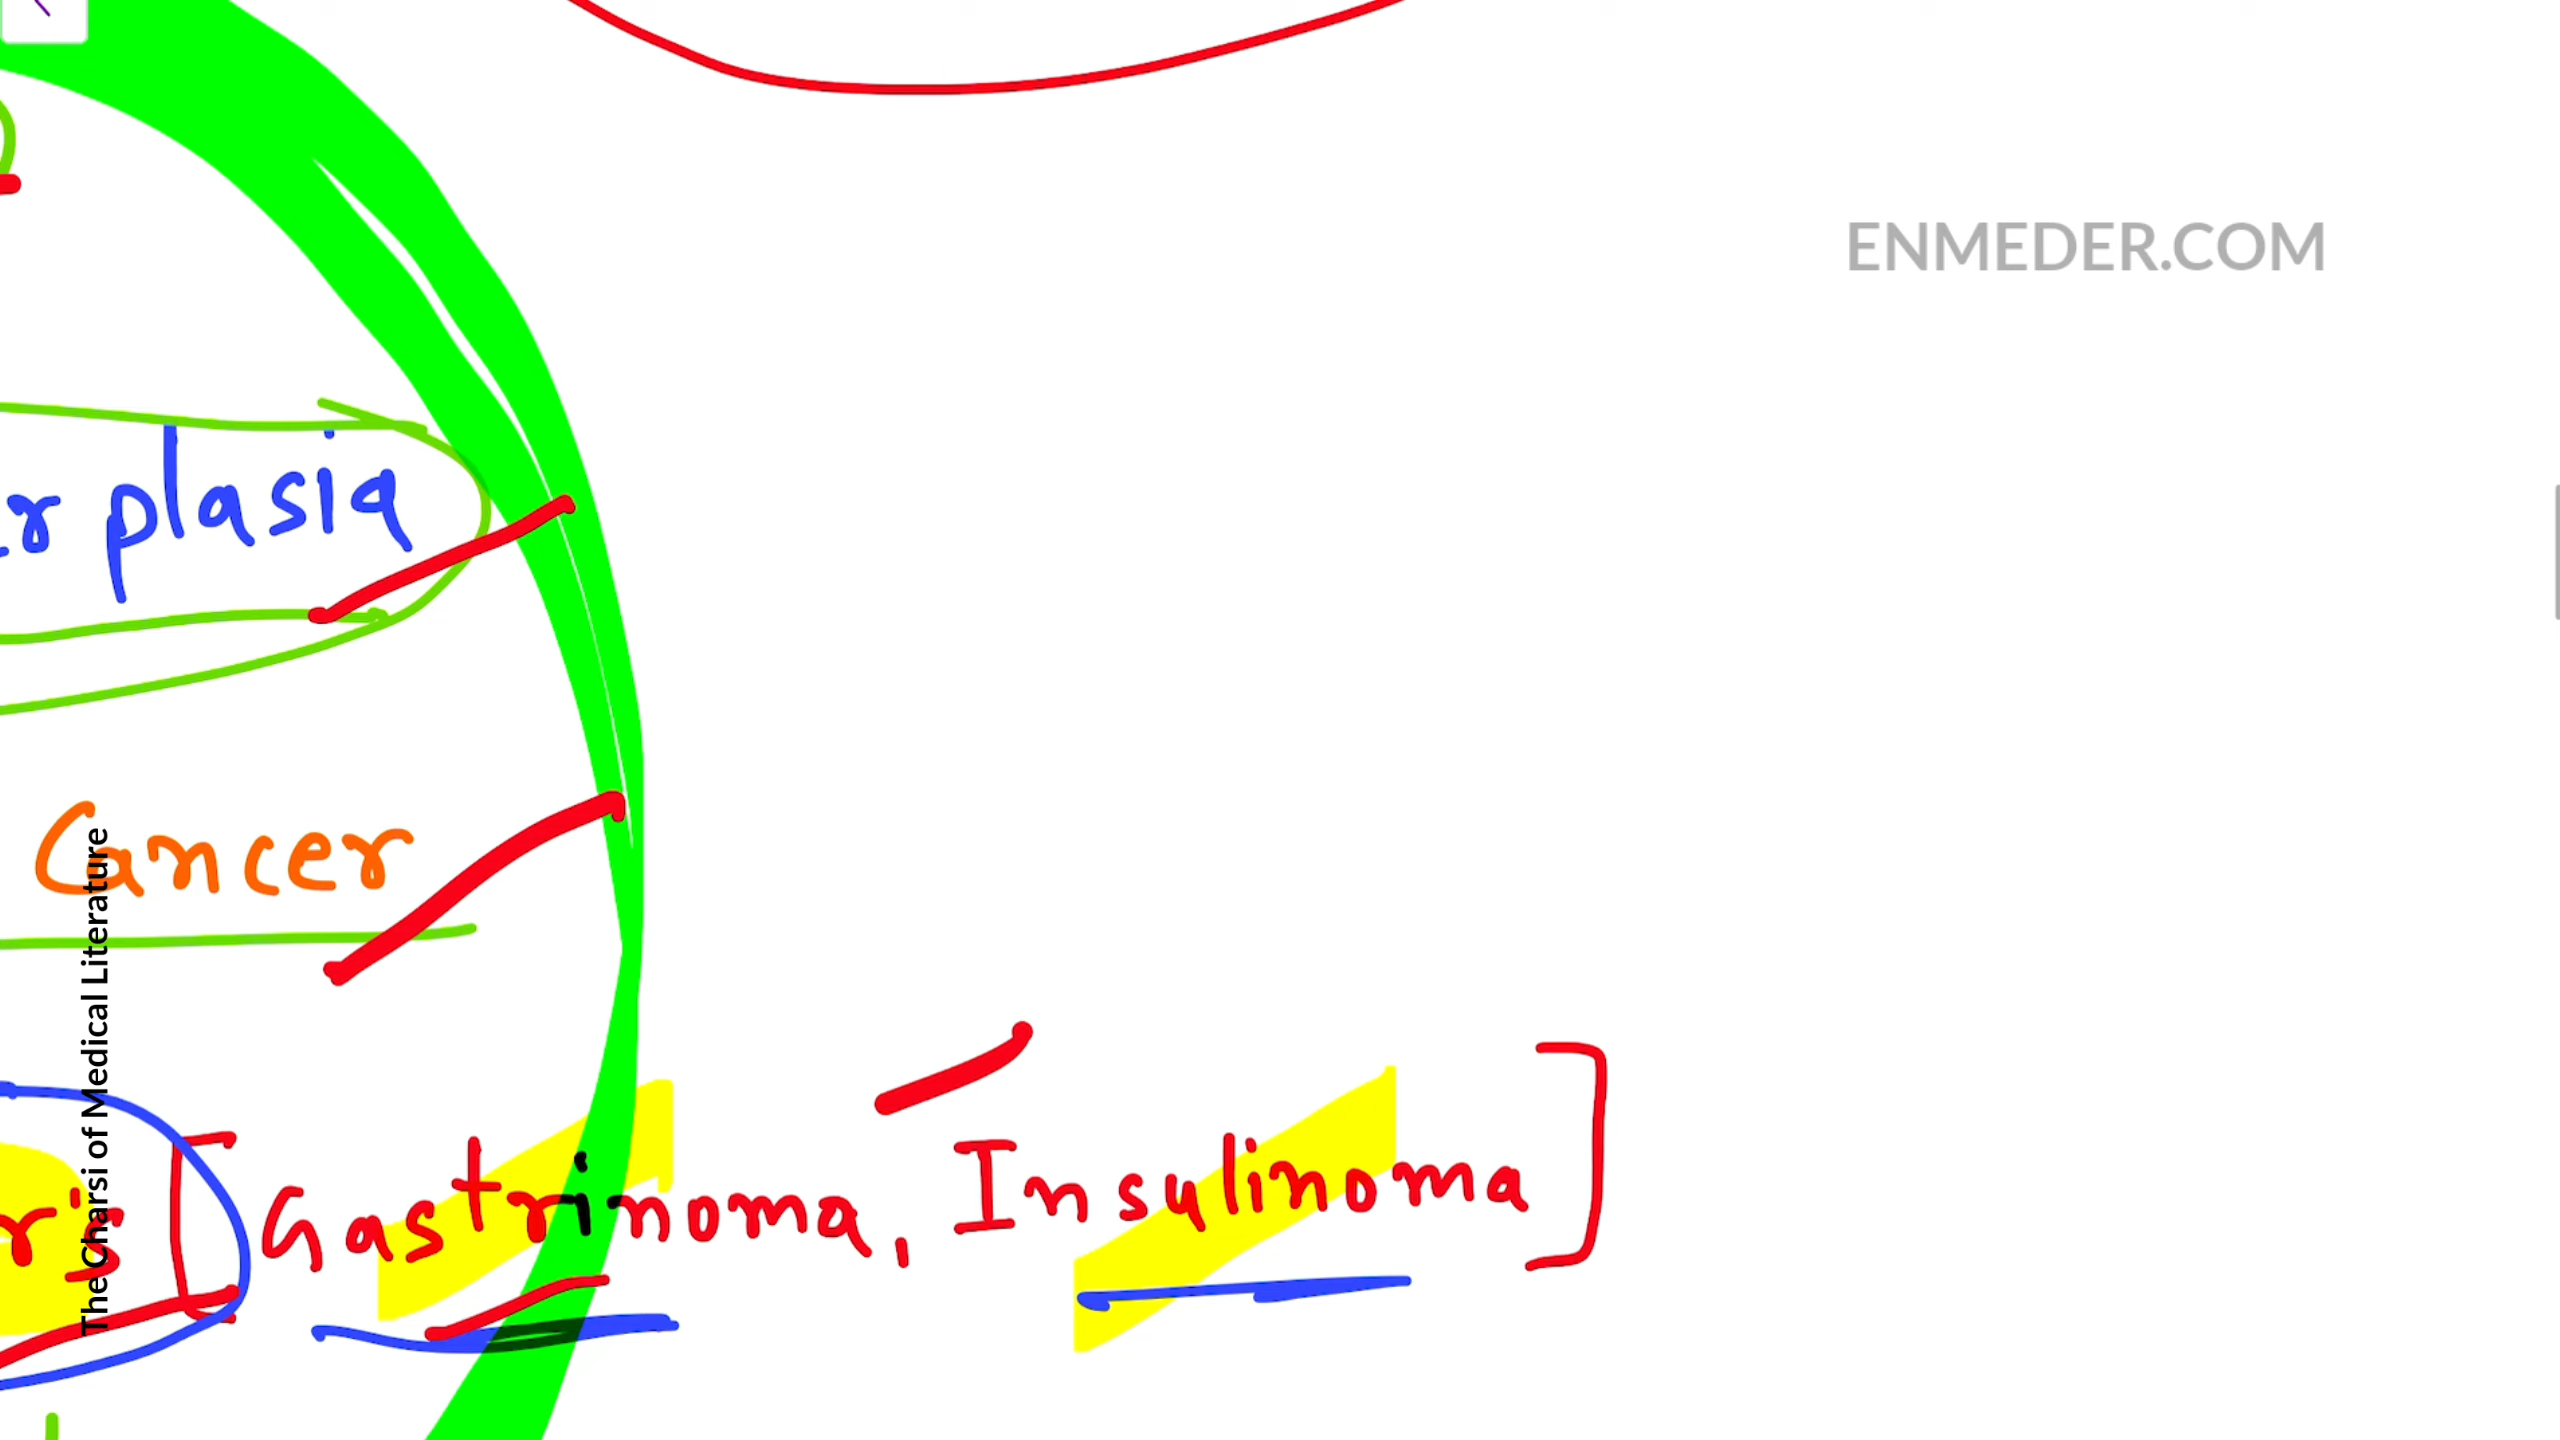 ENMEDER.COM
r plasia
Cancer
The Charsi of Medical Literature
[Gastrinoma, Insulinoma]